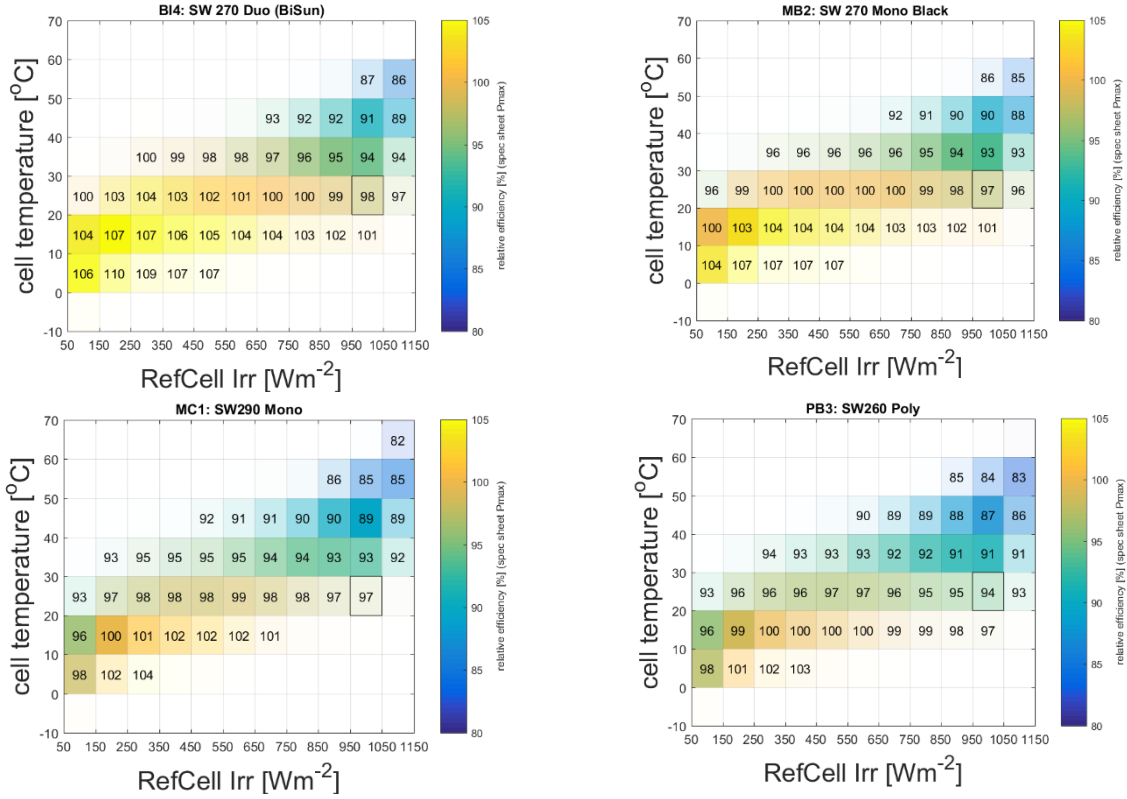 BI4: SW 270 Duo (BiSun)
cell temperature [°C]
70
60
87 86
50
93 92 92 91 89
40
100 99 98 98 97 96 95 94 94
30
100 103 104 103 102 101 100 100 99 98 97
20
104 107 107 106 105 104 104 103 102 101
10
106 110 109 107 107
0
-10
50 150 250 350 450 550 650 750 850 950 1050 1150
RefCell Irr [Wm-2]
105
100
95
90
85
80
relative efficiency [%] (spec sheet Pmax)
MB2: SW 270 Mono Black
cell temperature [°C]
70
60
86 85
50
92 91 90 90 88
40
96 96 96 96 96 95 94 93 93
30
96 99 100 100 100 100 100 99 98 97 96
20
100 103 104 104 104 104 103 103 102 101
10
104 107 107 107 107
0
-10
50 150 250 350 450 550 650 750 850 950 1050 1150
RefCell Irr [Wm-2]
105
100
95
90
85
80
relative efficiency [%] (spec sheet Pmax)
MC1: SW290 Mono
cell temperature [°C]
70
82
60
86 85 85
50
92 91 91 90 90 89 89
40
93 95 95 95 95 94 94 93 93 92
30
93 97 98 98 98 99 98 98 97 97
20
96 100 101 102 102 102 101
10
98 102 104
0
-10
50 150 250 350 450 550 650 750 850 950 1050 1150
RefCell Irr [Wm-2]
105
100
95
90
85
80
relative efficiency [%] (spec sheet Pmax)
PB3: SW260 Poly
cell temperature [°C]
70
60
85 84 83
50
90 89 89 88 87 86
40
94 93 93 93 92 92 91 91 91
30
93 96 96 96 97 97 96 96 95 94 93
20
96 99 100 100 100 100 99 99 98 97
10
98 101 102 103
0
-10
50 150 250 350 450 550 650 750 850 950 1050 1150
RefCell Irr [Wm-2]
105
100
95
90
85
80
relative efficiency [%] (spec sheet Pmax)